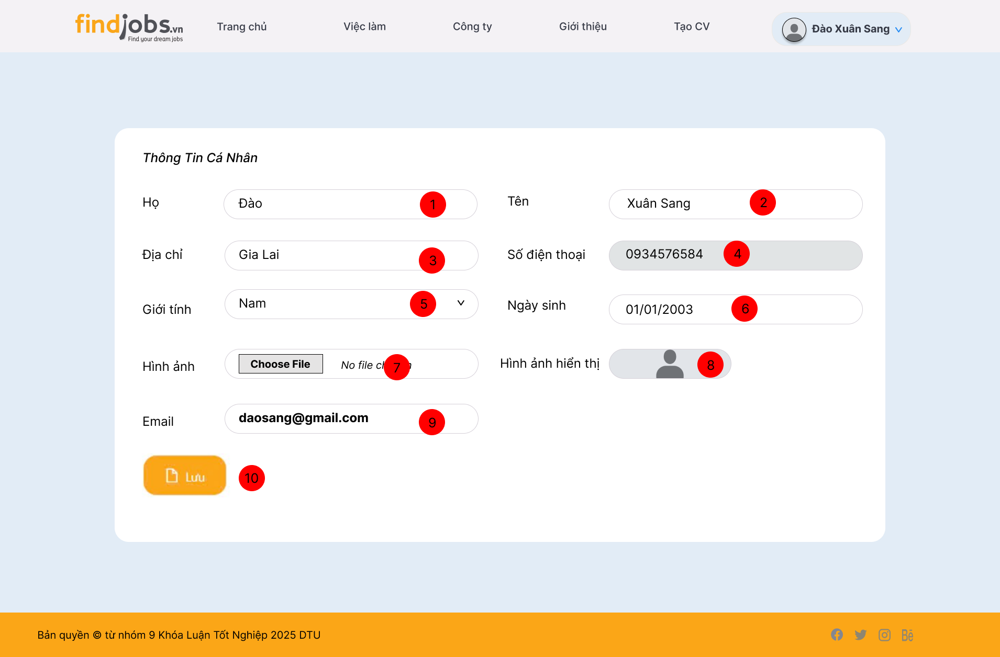 findjobs.vn
Find your dream jobs
Trang chủ
Việc làm
Công ty
Giới thiệu
Tạo CV
Đào Xuân Sang
Thông Tin Cá Nhân
Họ
Đào
1
Tên
Xuân Sang
2
Địa chỉ
Gia Lai
3
Số điện thoại
0934576584
4
Giới tính
Nam
5
Ngày sinh
01/01/2003
6
Hình ảnh
Choose File
No file
7
Hình ảnh hiển thị
8
Email
daosang@gmail.com
9
Lưu
10
Bản quyền © từ nhóm 9 Khóa Luận Tốt Nghiệp 2025 DTU